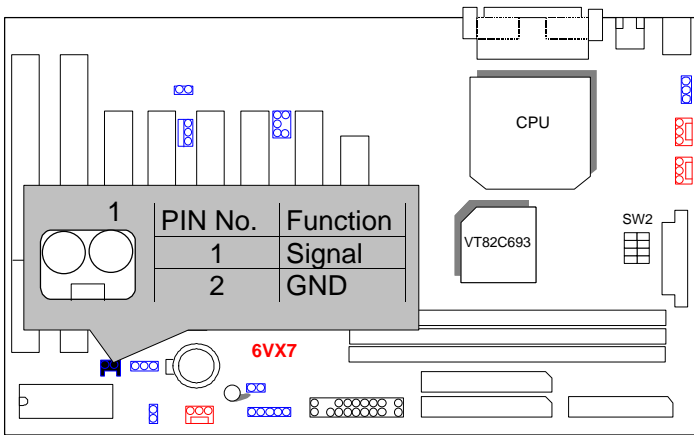 CPU
SW2
VT82C693
1
PIN No. Function
1 Signal
2 GND
6VX7